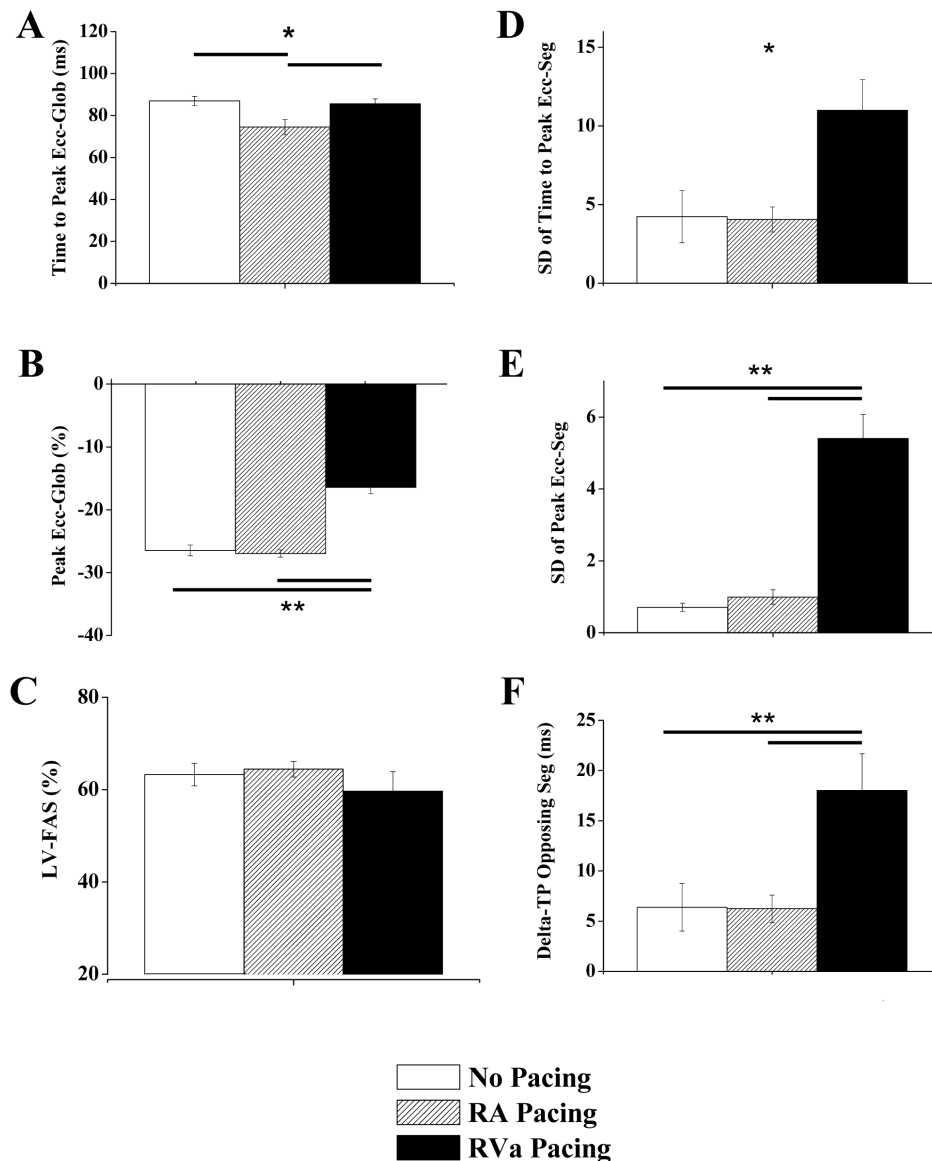 A
Time to Peak Ecc-Glob (ms)
120
100
80
60
40
20
0
*
B
Peak Ecc-Glob (%)
0
-10
-20
-30
-40
**
C
LV-FAS (%)
80
60
40
20
D
SD of Time to Peak Ecc-Seg
15
10
5
0
*
E
SD of Peak Ecc-Seg
6
4
2
0
**
F
Delta-TP Opposing Seg (ms)
25
20
15
10
5
0
**
No Pacing
RA Pacing
RVa Pacing